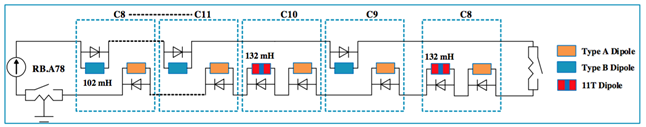 C8 C11 C10 C9 C8
RB.A78
102 mH
132 mH
132 mH
Type A Dipole
Type B Dipole
11T Dipole